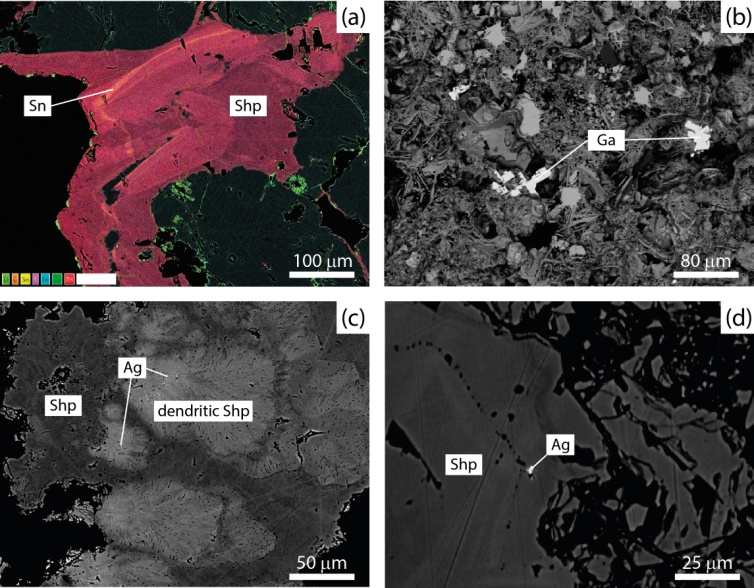 (a)
Sn
Shp
100 μm
(b)
Ga
80 μm
(c)
Ag
Shp
dendritic Shp
50 μm
(d)
Shp
Ag
25 μm